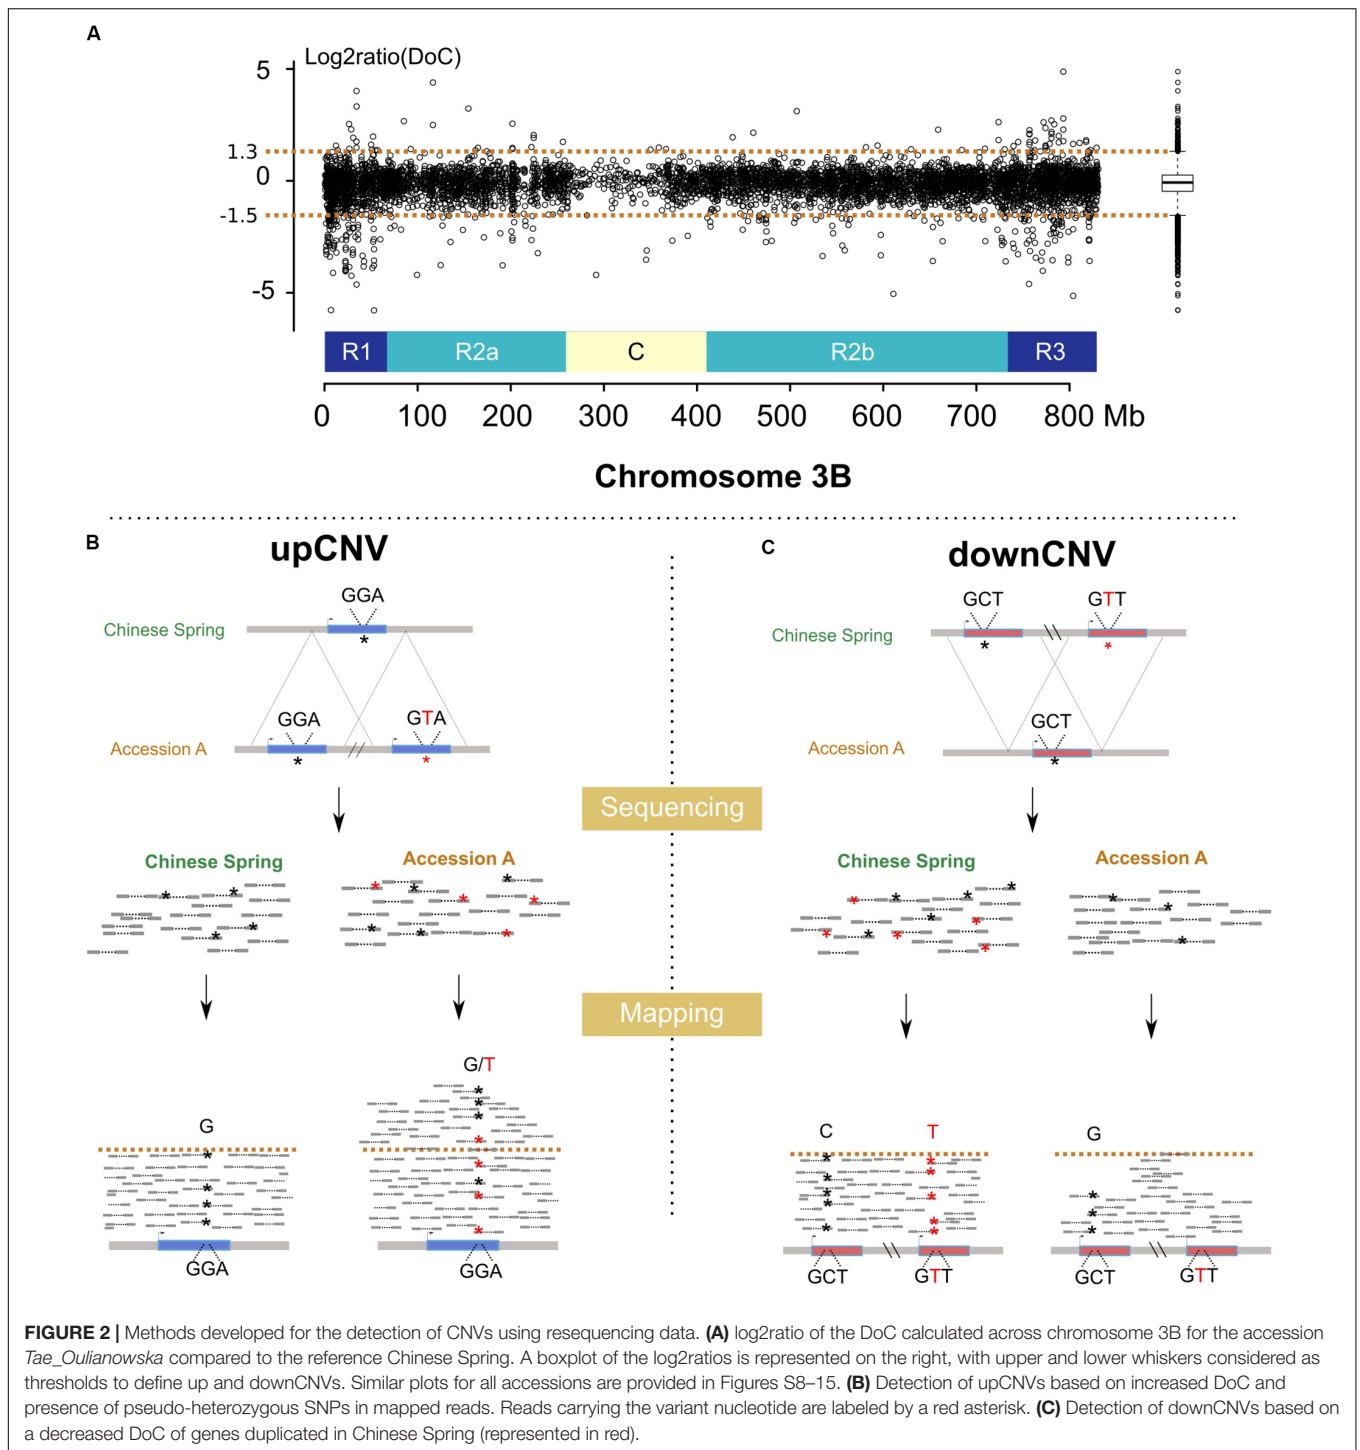 A
Log2ratio(DoC)
5
1.3
0
-1.5
-5
R1 R2a C R2b R3
0 100 200 300 400 500 600 700 800 Mb
Chromosome 3B
B
upCNV
GGA
Chinese Spring
*
GGA GTA
Accession A
* *
C
downCNV
GCT GTT
Chinese Spring
* *
GCT
Accession A
*
Sequencing
Chinese Spring Accession A
Chinese Spring Accession A
Mapping
G/T
G
GGA GGA
C T G
GCT GTT GCT GTT
FIGURE 2 | Methods developed for the detection of CNVs using resequencing data. (A) log2ratio of the DoC calculated across chromosome 3B for the accession
Tae_Oulianowska compared to the reference Chinese Spring. A boxplot of the log2ratios is represented on the right, with upper and lower whiskers considered as
thresholds to define up and downCNVs. Similar plots for all accessions are provided in Figures S8–15. (B) Detection of upCNVs based on increased DoC and
presence of pseudo-heterozygous SNPs in mapped reads. Reads carrying the variant nucleotide are labeled by a red asterisk. (C) Detection of downCNVs based on
a decreased DoC of genes duplicated in Chinese Spring (represented in red).